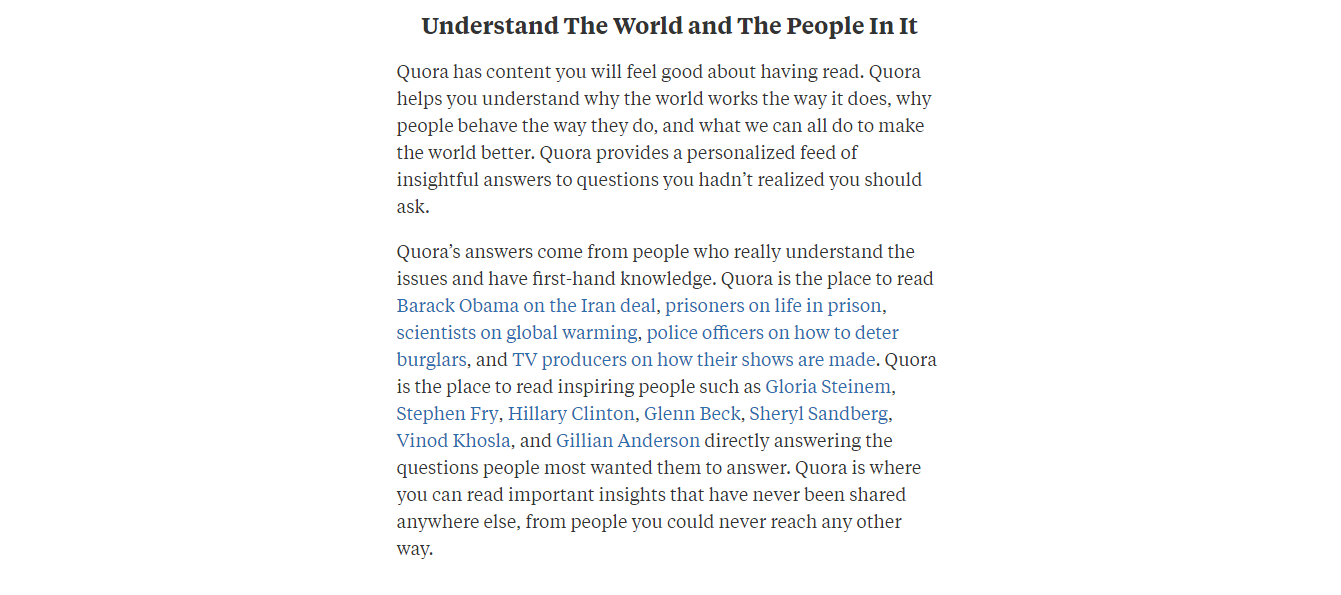 Understand The World and The People In It
Quora has content you will feel good about having read. Quora
helps you understand why the world works the way it does, why
people behave the way they do, and what we can all do to make
the world better. Quora provides a personalized feed of
insightful answers to questions you hadn’t realized you should
ask.
Quora’s answers come from people who really understand the
issues and have first-hand knowledge. Quora is the place to read
Barack Obama on the Iran deal, prisoners on life in prison,
scientists on global warming, police officers on how to deter
burglars, and TV producers on how their shows are made. Quora
is the place to read inspiring people such as Gloria Steinem,
Stephen Fry, Hillary Clinton, Glenn Beck, Sheryl Sandberg,
Vinod Khosla, and Gillian Anderson directly answering the
questions people most wanted them to answer. Quora is where
you can read important insights that have never been shared
anywhere else, from people you could never reach any other
way.